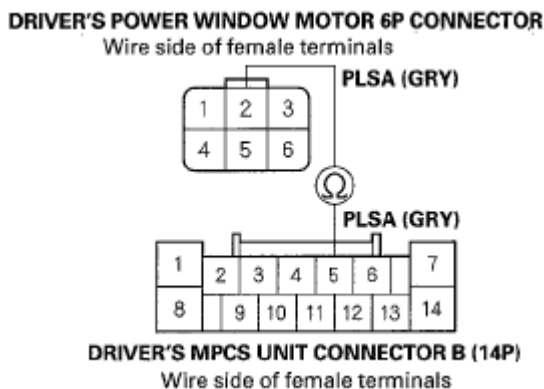 DRIVER'S POWER WINDOW MOTOR 6P CONNECTOR
Wire side of female terminals
PLSA (GRY)
1 2 3
4 5 6
Ω
PLSA (GRY)
1 2 3 4 5 6 7
8 9 10 11 12 13 14
DRIVER'S MPCS UNIT CONNECTOR B (14P)
Wire side of female terminals